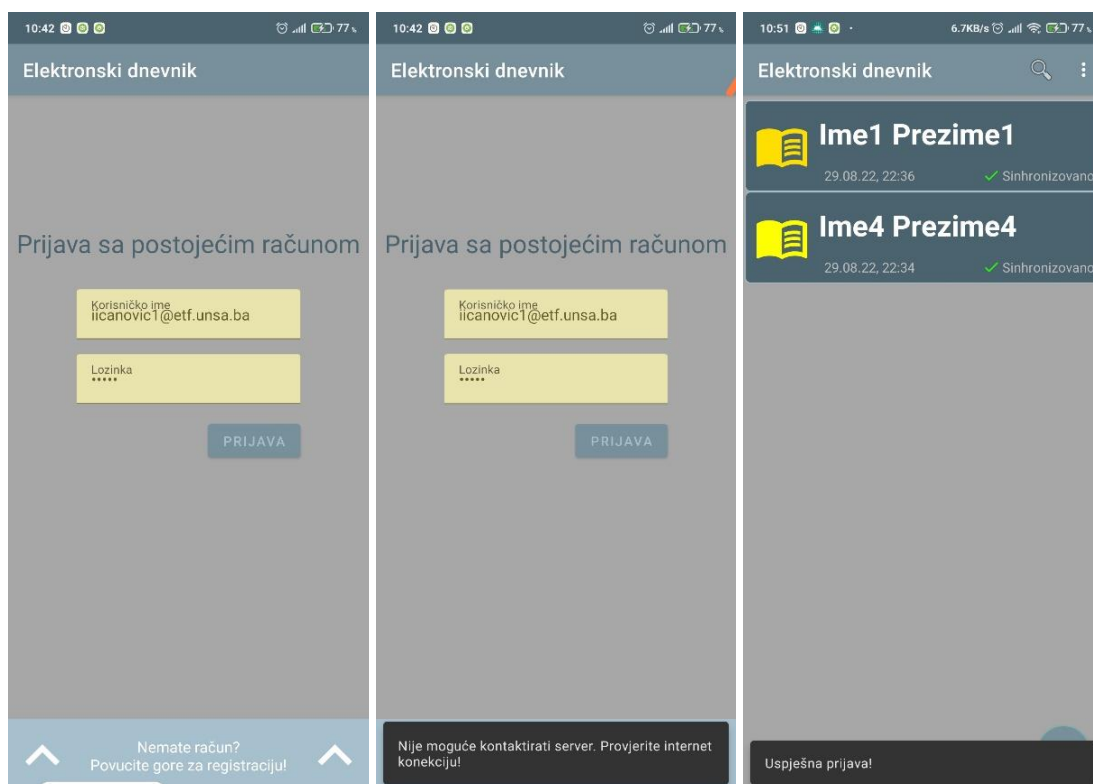 10:42
77%
Elektronski dnevnik
Prijava sa postojećim računom
Korisničko ime
iicanovic1@etf.unsa.ba
Lozinka
•••••
PRIJAVA
Nemate račun?
Povucite gore za registraciju!
10:42
77%
Elektronski dnevnik
Prijava sa postojećim računom
Korisničko ime
iicanovic1@etf.unsa.ba
Lozinka
•••••
PRIJAVA
Nije moguće kontaktirati server. Provjerite internet
konekciju!
10:51
6.7KB/s
77%
Elektronski dnevnik
Ime1 Prezime1
29.08.22, 22:36
Sinhronizovano
Ime4 Prezime4
29.08.22, 22:34
Sinhronizovano
Uspješna prijava!